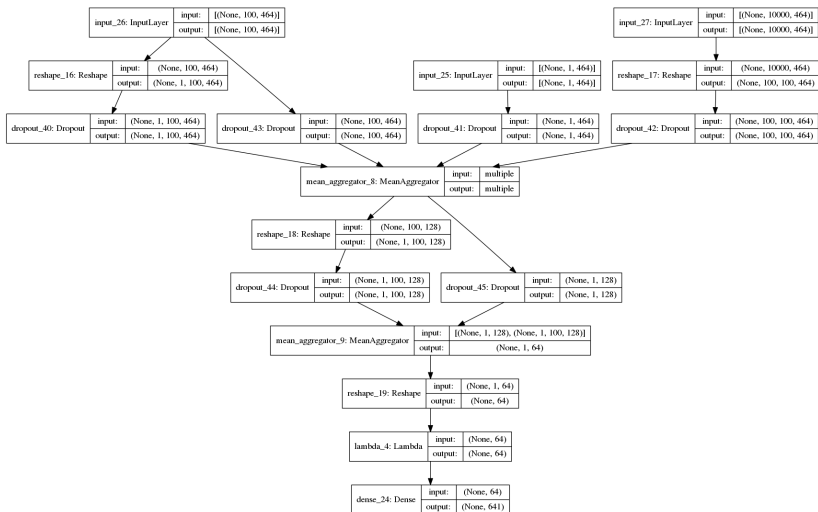 input_26: InputLayer input: [(None, 100, 464)]
output: [(None, 100, 464)]
input_27: InputLayer input: [(None, 10000, 464)]
output: [(None, 10000, 464)]
reshape_16: Reshape input: (None, 100, 464)
output: (None, 1, 100, 464)
input_25: InputLayer input: [(None, 1, 464)]
output: [(None, 1, 464)]
reshape_17: Reshape input: (None, 10000, 464)
output: (None, 100, 100, 464)
dropout_40: Dropout input: (None, 1, 100, 464)
output: (None, 1, 100, 464)
dropout_43: Dropout input: (None, 100, 464)
output: (None, 100, 464)
dropout_41: Dropout input: (None, 1, 464)
output: (None, 1, 464)
dropout_42: Dropout input: (None, 100, 100, 464)
output: (None, 100, 100, 464)
mean_aggregator_8: MeanAggregator input: multiple
output: multiple
reshape_18: Reshape input: (None, 100, 128)
output: (None, 1, 100, 128)
dropout_44: Dropout input: (None, 1, 100, 128)
output: (None, 1, 100, 128)
dropout_45: Dropout input: (None, 1, 128)
output: (None, 1, 128)
mean_aggregator_9: MeanAggregator input: [(None, 1, 128), (None, 1, 100, 128)]
output: (None, 1, 64)
reshape_19: Reshape input: (None, 1, 64)
output: (None, 64)
lambda_4: Lambda input: (None, 64)
output: (None, 64)
dense_24: Dense input: (None, 64)
output: (None, 641)